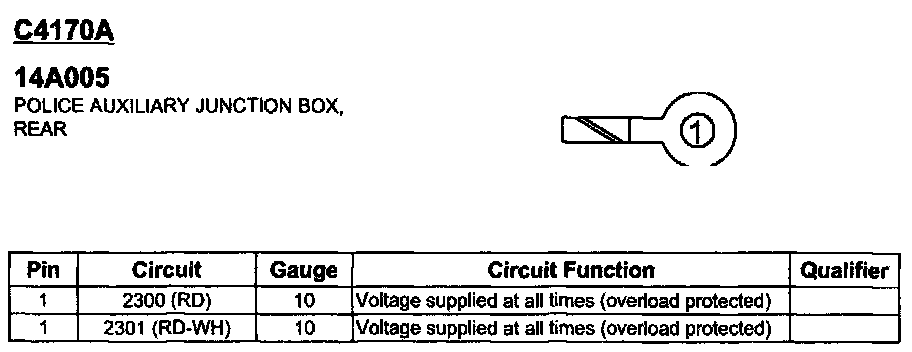 C4170A
14A005
POLICE AUXILIARY JUNCTION BOX,
REAR
1
Pin Circuit Gauge Circuit Function Qualifier
1 2300 (RD) 10 Voltage supplied at all times (overload protected)
1 2301 (RD-WH) 10 Voltage supplied at all times (overload protected)